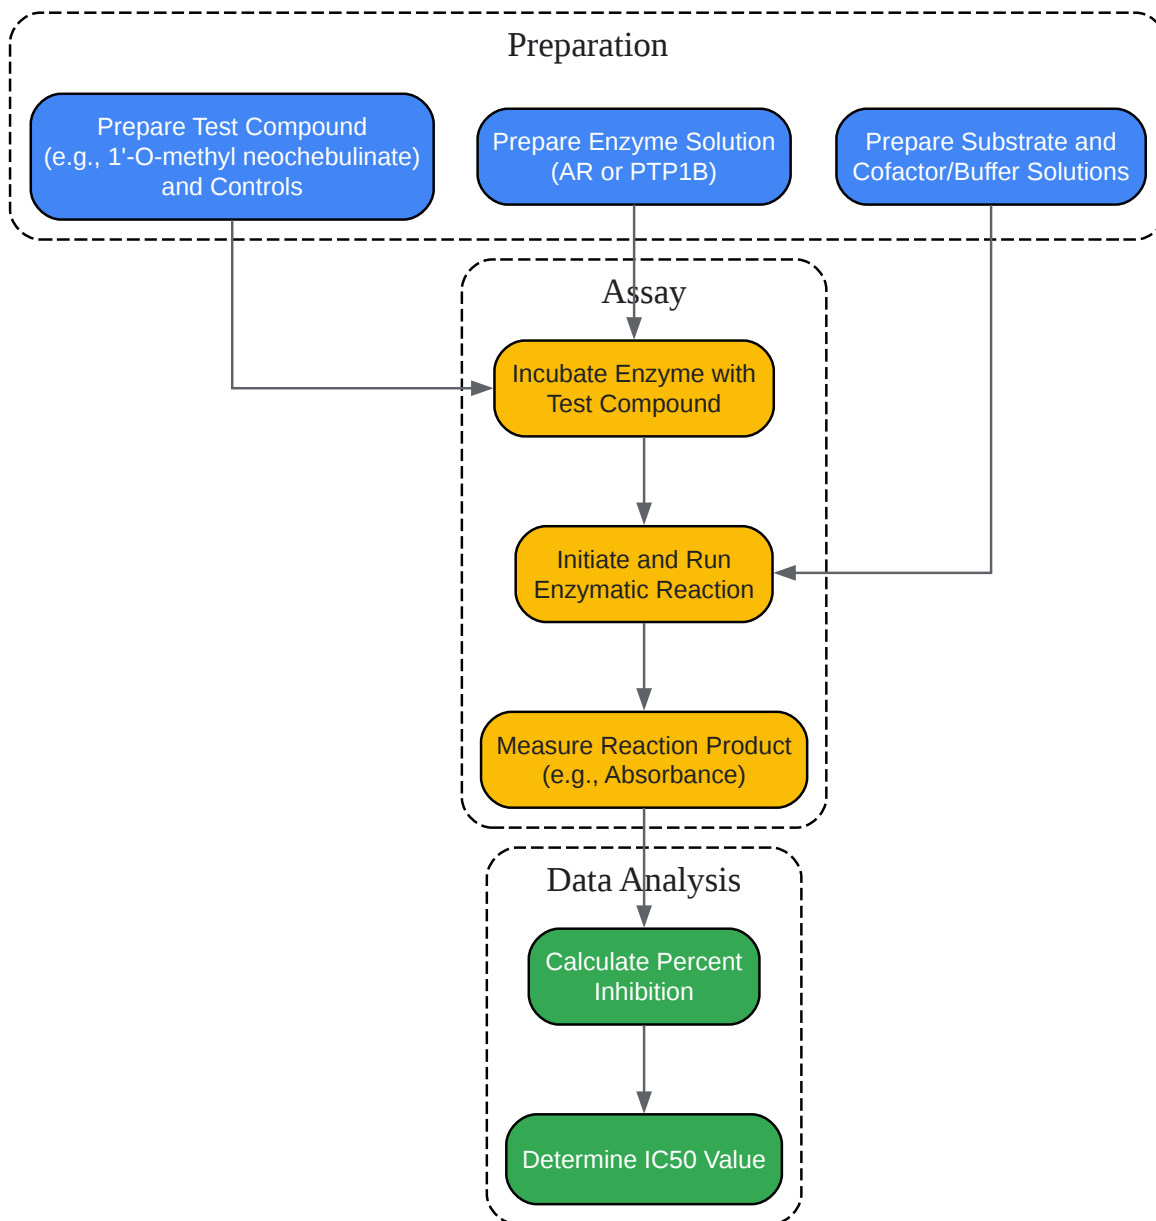 Preparation
Prepare Test Compound
(e.g., 1'-O-methyl neochebulinate)
and Controls
Prepare Enzyme Solution
(AR or PTP1B)
Prepare Substrate and
Cofactor/Buffer Solutions
Assay
Incubate Enzyme with
Test Compound
Initiate and Run
Enzymatic Reaction
Measure Reaction Product
(e.g., Absorbance)
Data Analysis
Calculate Percent
Inhibition
Determine IC50 Value